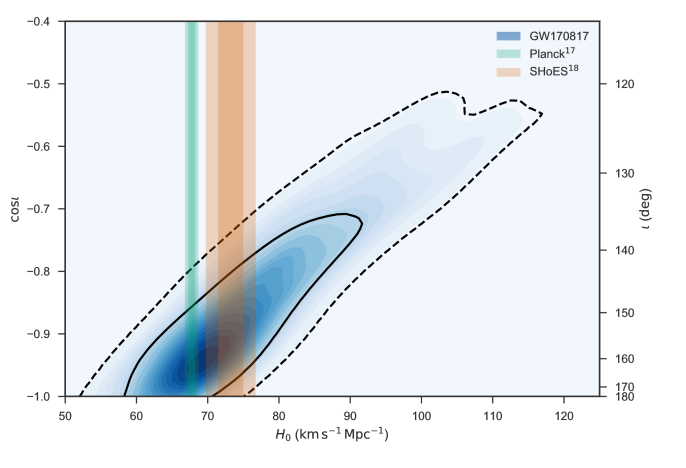 −0.4
−0.5
−0.6
−0.7
−0.8
−0.9
−1.0
cosι
50 60 70 80 90 100 110 120
H₀ (km s⁻¹ Mpc⁻¹)
120
130
140
150
160
170
180
ι (deg)
GW170817
Planck¹⁷
SHoES¹⁸